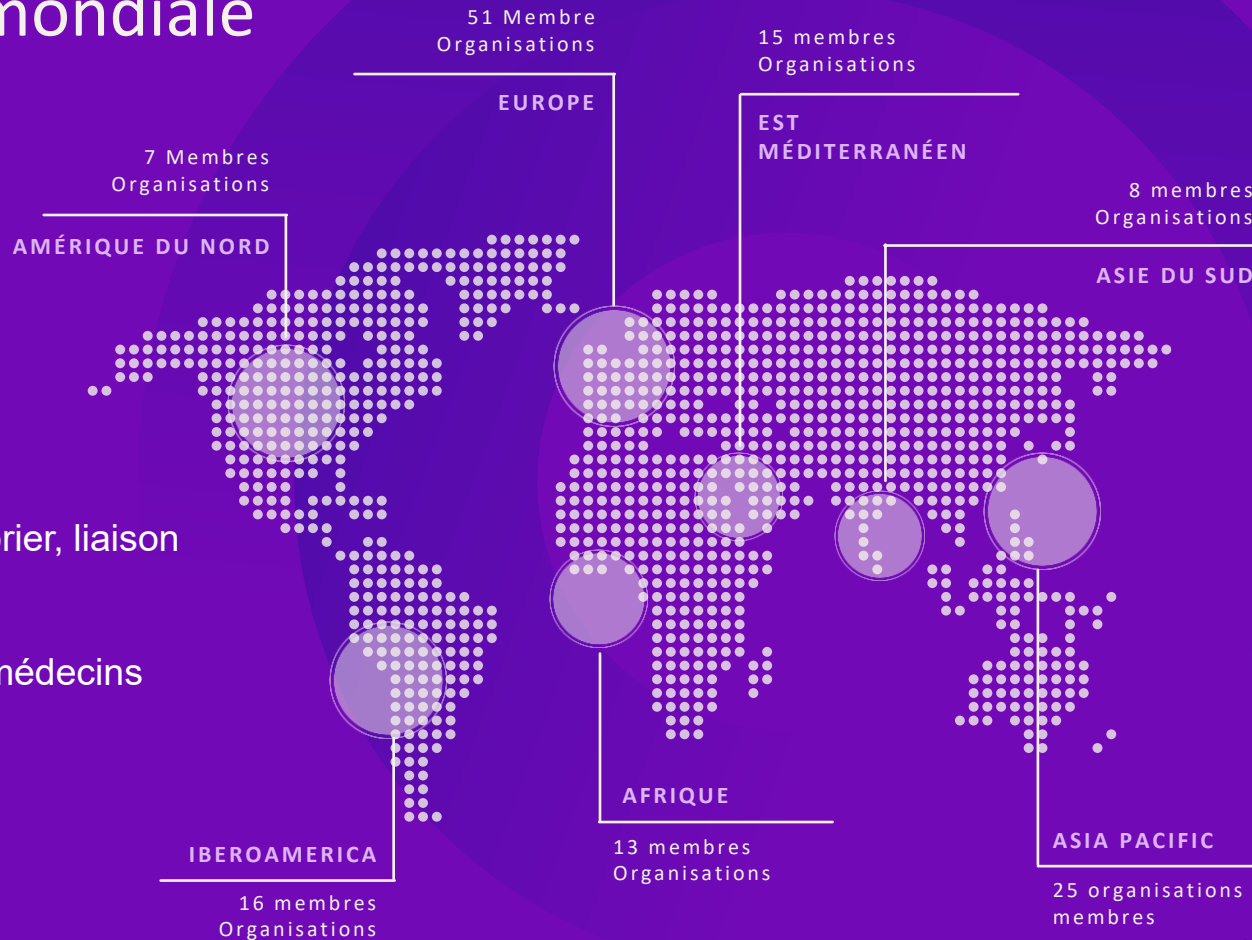 mondiale
51 Membre
Organisations
EUROPE
15 membres
Organisations
EST
MÉDITERRANÉEN
7 Membres
Organisations
AMÉRIQUE DU NORD
8 membres
Organisations
ASIE DU SUD
rier, liaison
médecins
AFRIQUE
13 membres
Organisations
IBEROAMERICA
16 membres
Organisations
ASIA PACIFIC
25 organisations
membres